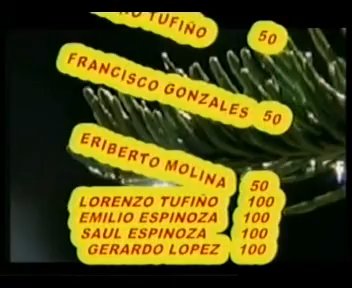 TUFIÑO 50
FRANCISCO GONZALES 50
ERIBERTO MOLINA 50
LORENZO TUFIÑO 100
EMILIO ESPINOZA 100
SAUL ESPINOZA 100
GERARDO LOPEZ 100